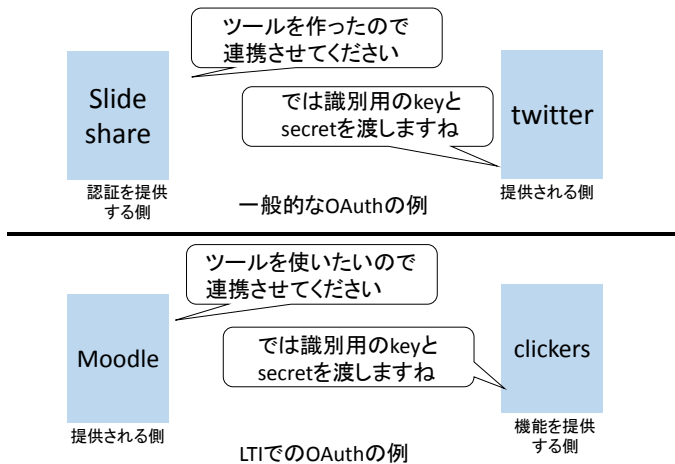 ツールを作ったので
連携させてください
Slide
share
では識別用のkeyと
secretを渡しますね
twitter
認証を提供
する側
一般的なOAuthの例
提供される側
ツールを使いたいので
連携させてください
Moodle
では識別用のkeyと
secretを渡しますね
clickers
提供される側
機能を提供
する側
LTIでのOAuthの例